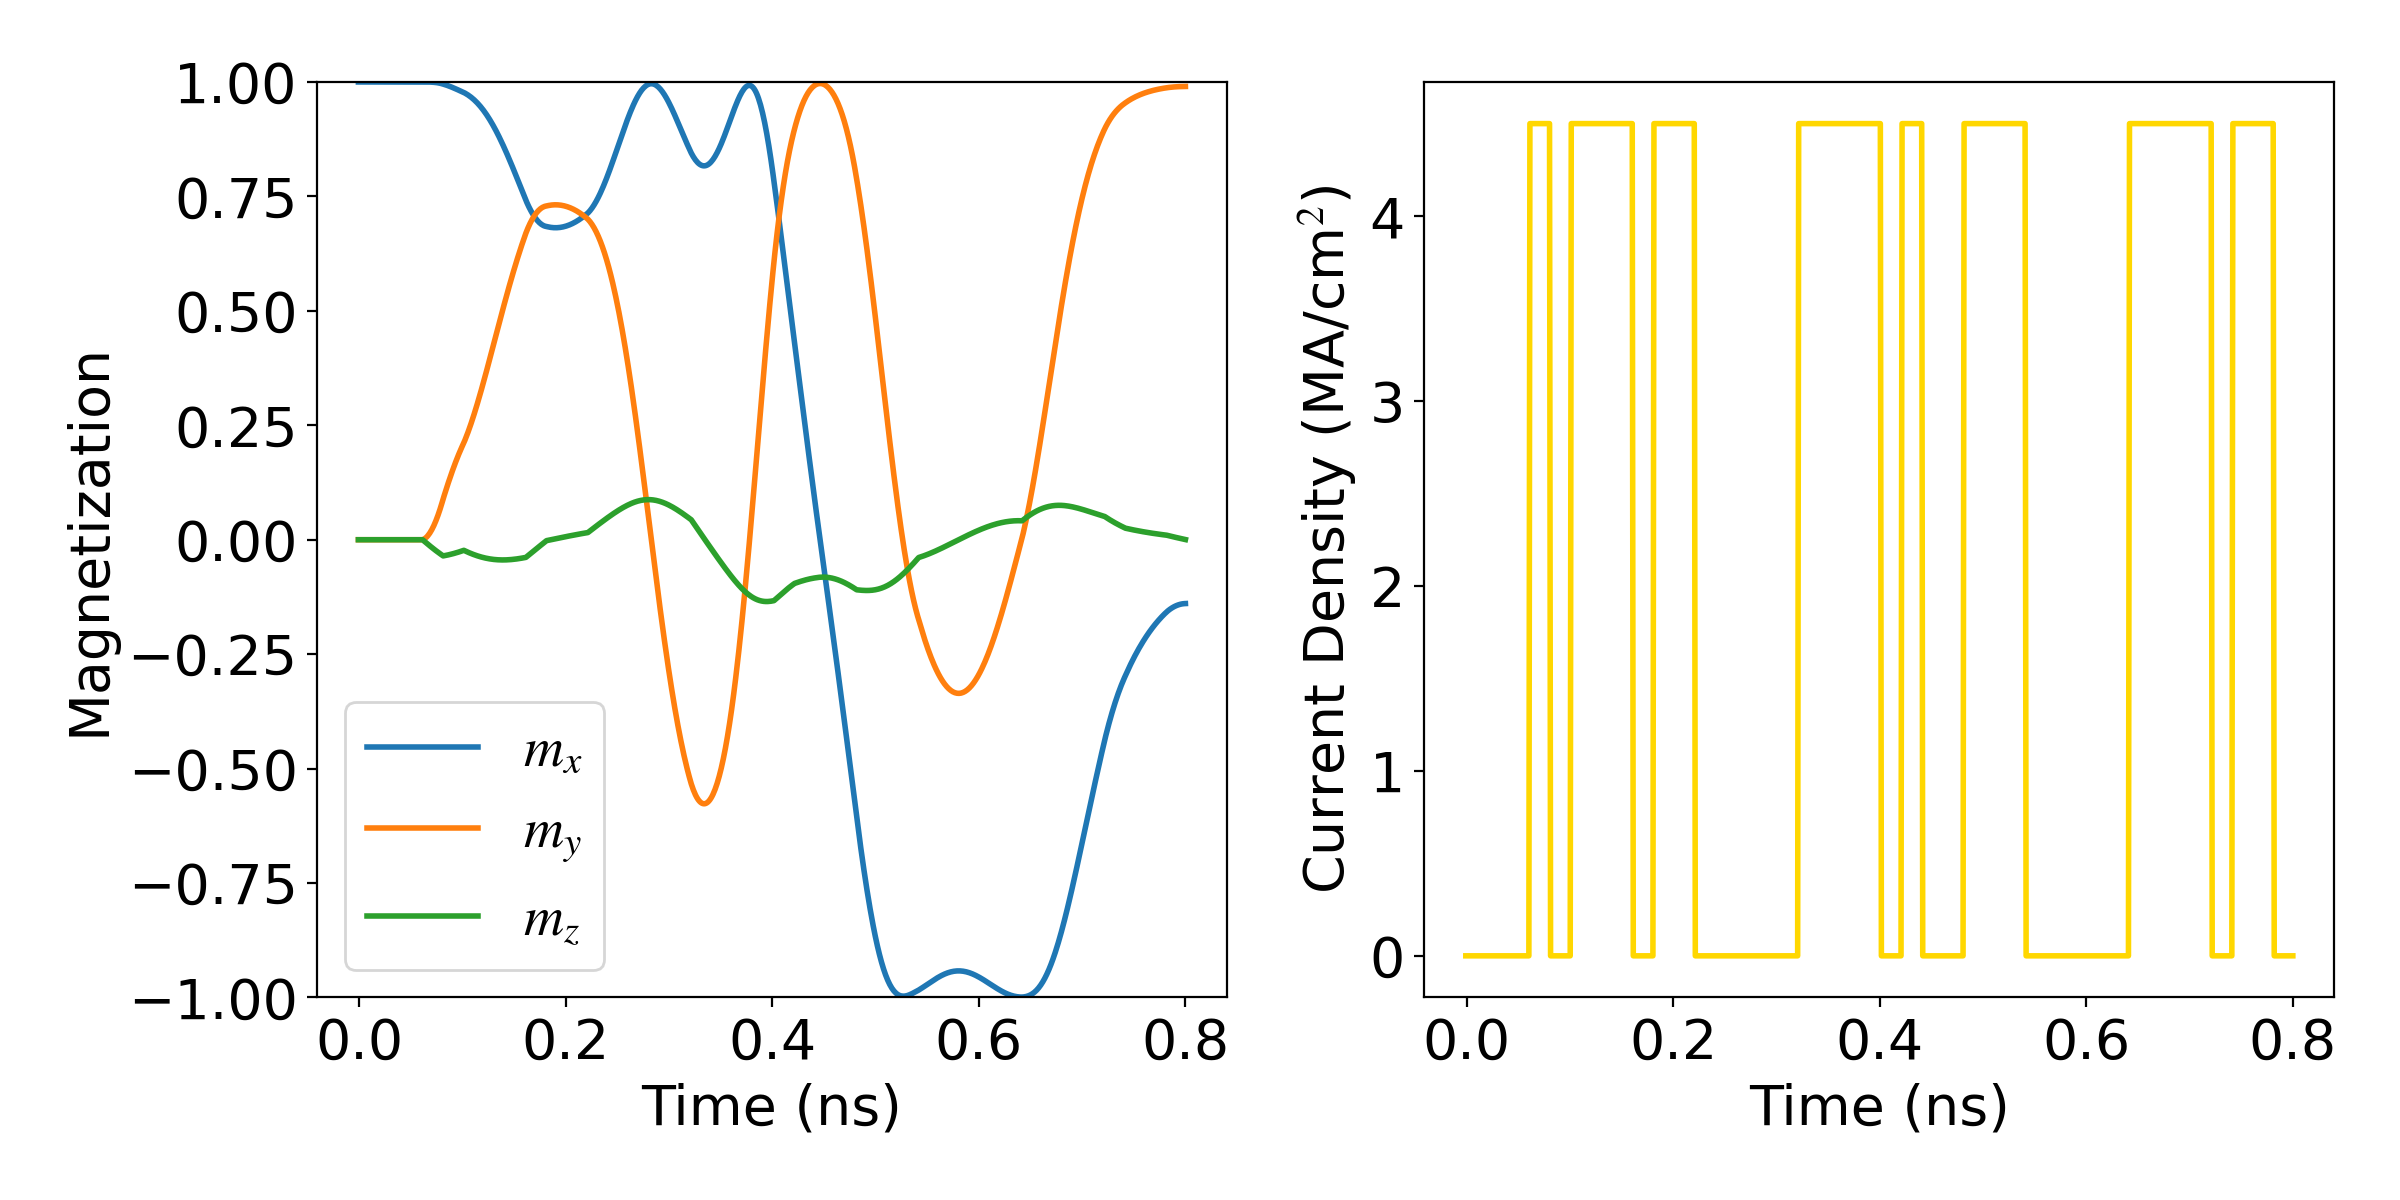 Magnetization
1.00
0.75
0.50
0.25
0.00
−0.25
−0.50
−0.75
−1.00
0.0 0.2 0.4 0.6 0.8
Time (ns)
m_x
m_y
m_z
Current Density (MA/cm²)
4
3
2
1
0
0.0 0.2 0.4 0.6 0.8
Time (ns)